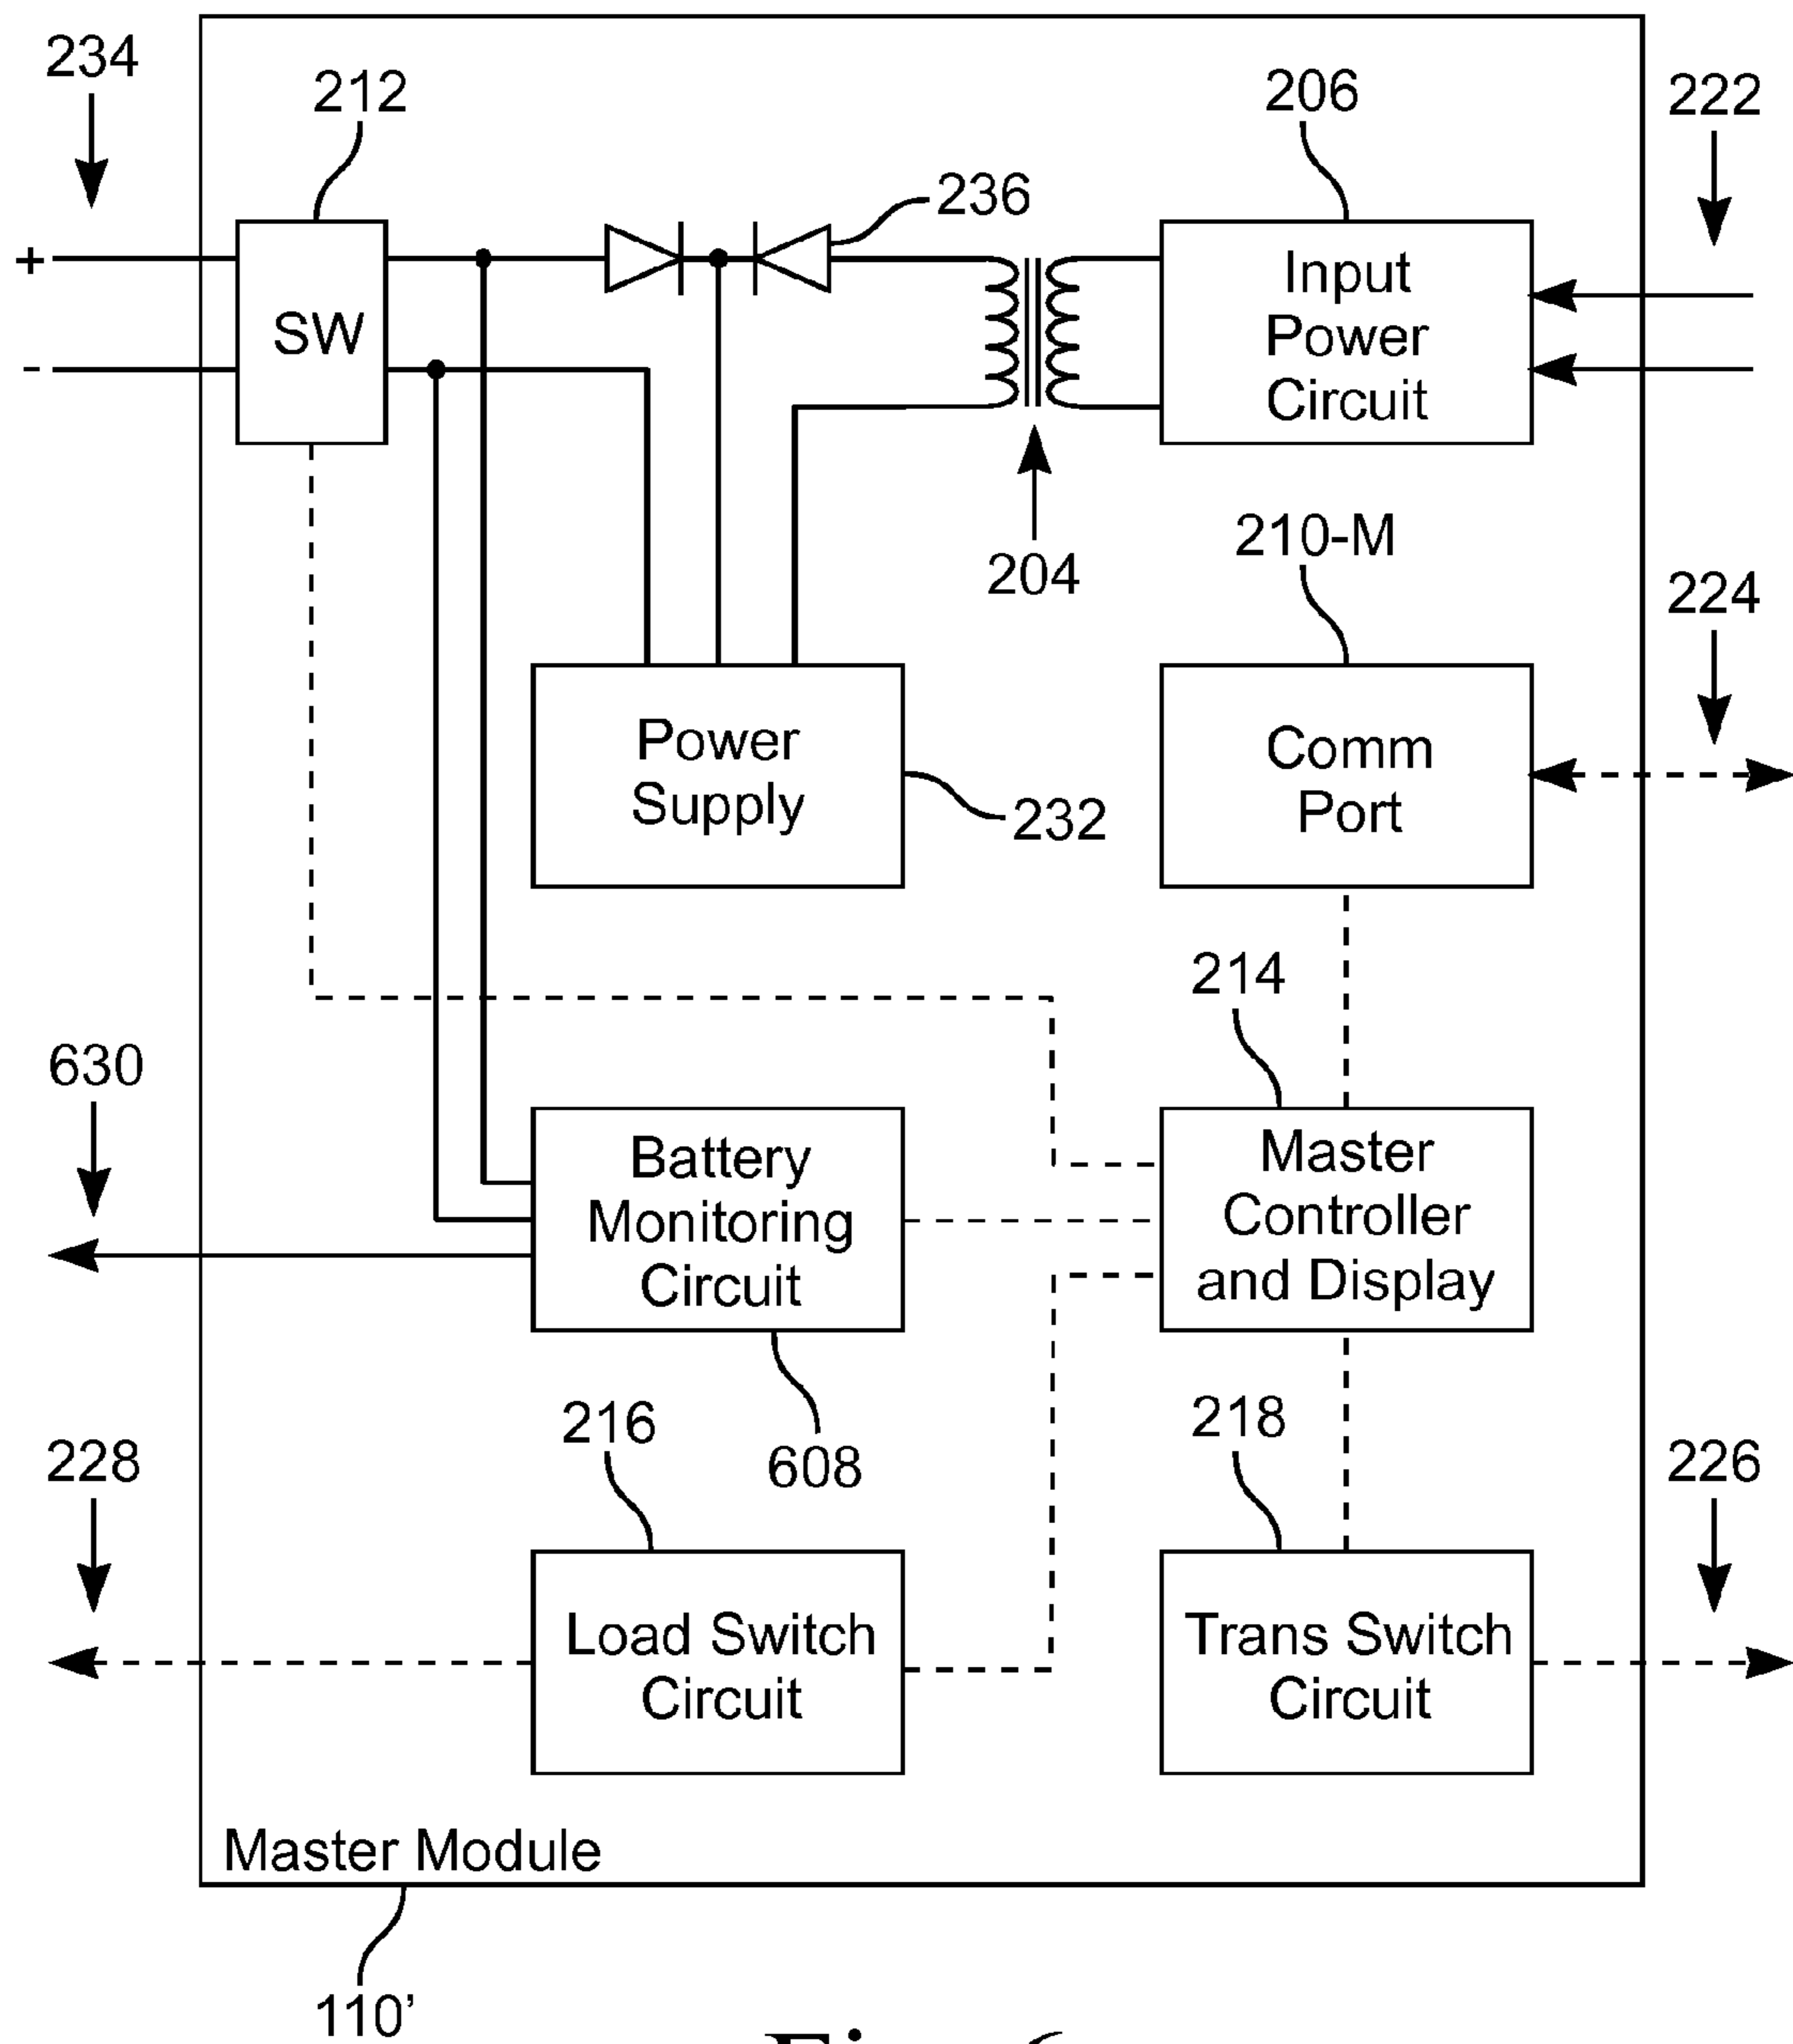 234
212
206
222
236
+
-
SW
Input
Power
Circuit
204
210-M
224
Power
Supply
232
Comm
Port
214
630
Battery
Monitoring
Circuit
Master
Controller
and Display
608
216
218
228
226
Load Switch
Circuit
Trans Switch
Circuit
Master Module
110’